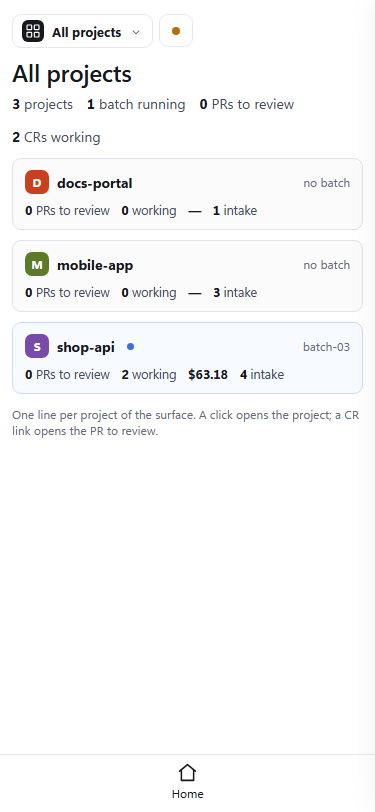 All projects
All projects
3 projects 1 batch running 0 PRs to review
2 CRs working
D docs-portal no batch
0 PRs to review 0 working — 1 intake
M mobile-app no batch
0 PRs to review 0 working — 3 intake
S shop-api batch-03
0 PRs to review 2 working $63.18 4 intake
One line per project of the surface. A click opens the project; a CR
link opens the PR to review.
Home